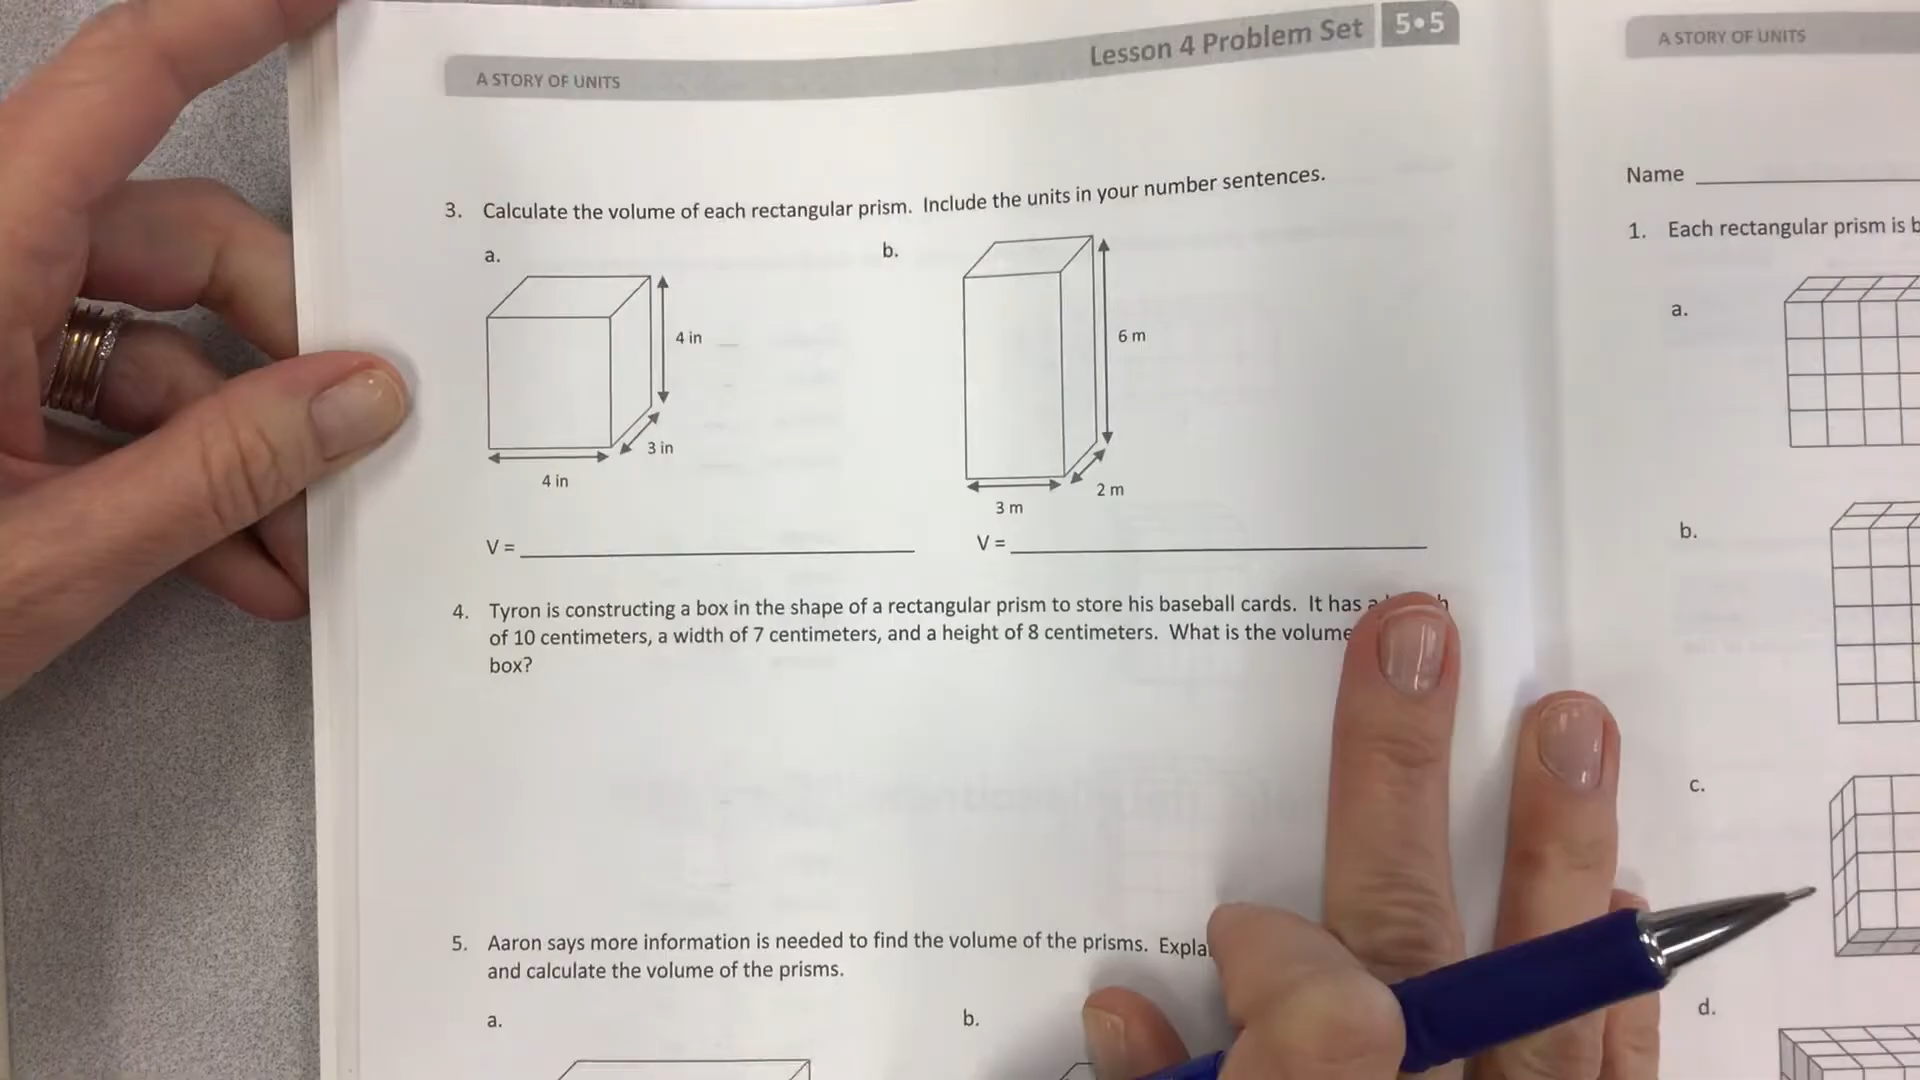 A STORY OF UNITS
Lesson 4 Problem Set 5•5
3. Calculate the volume of each rectangular prism. Include the units in your number sentences.
a.
b.
4 in
3 in
4 in
6 m
2 m
3 m
V =
V =
4. Tyron is constructing a box in the shape of a rectangular prism to store his baseball cards. It has
of 10 centimeters, a width of 7 centimeters, and a height of 8 centimeters. What is the volume
box?
5. Aaron says more information is needed to find the volume of the prisms. Expla
and calculate the volume of the prisms.
a.
b.
A STORY OF UNITS
Name
1. Each rectangular prism is b
a.
b.
c.
d.